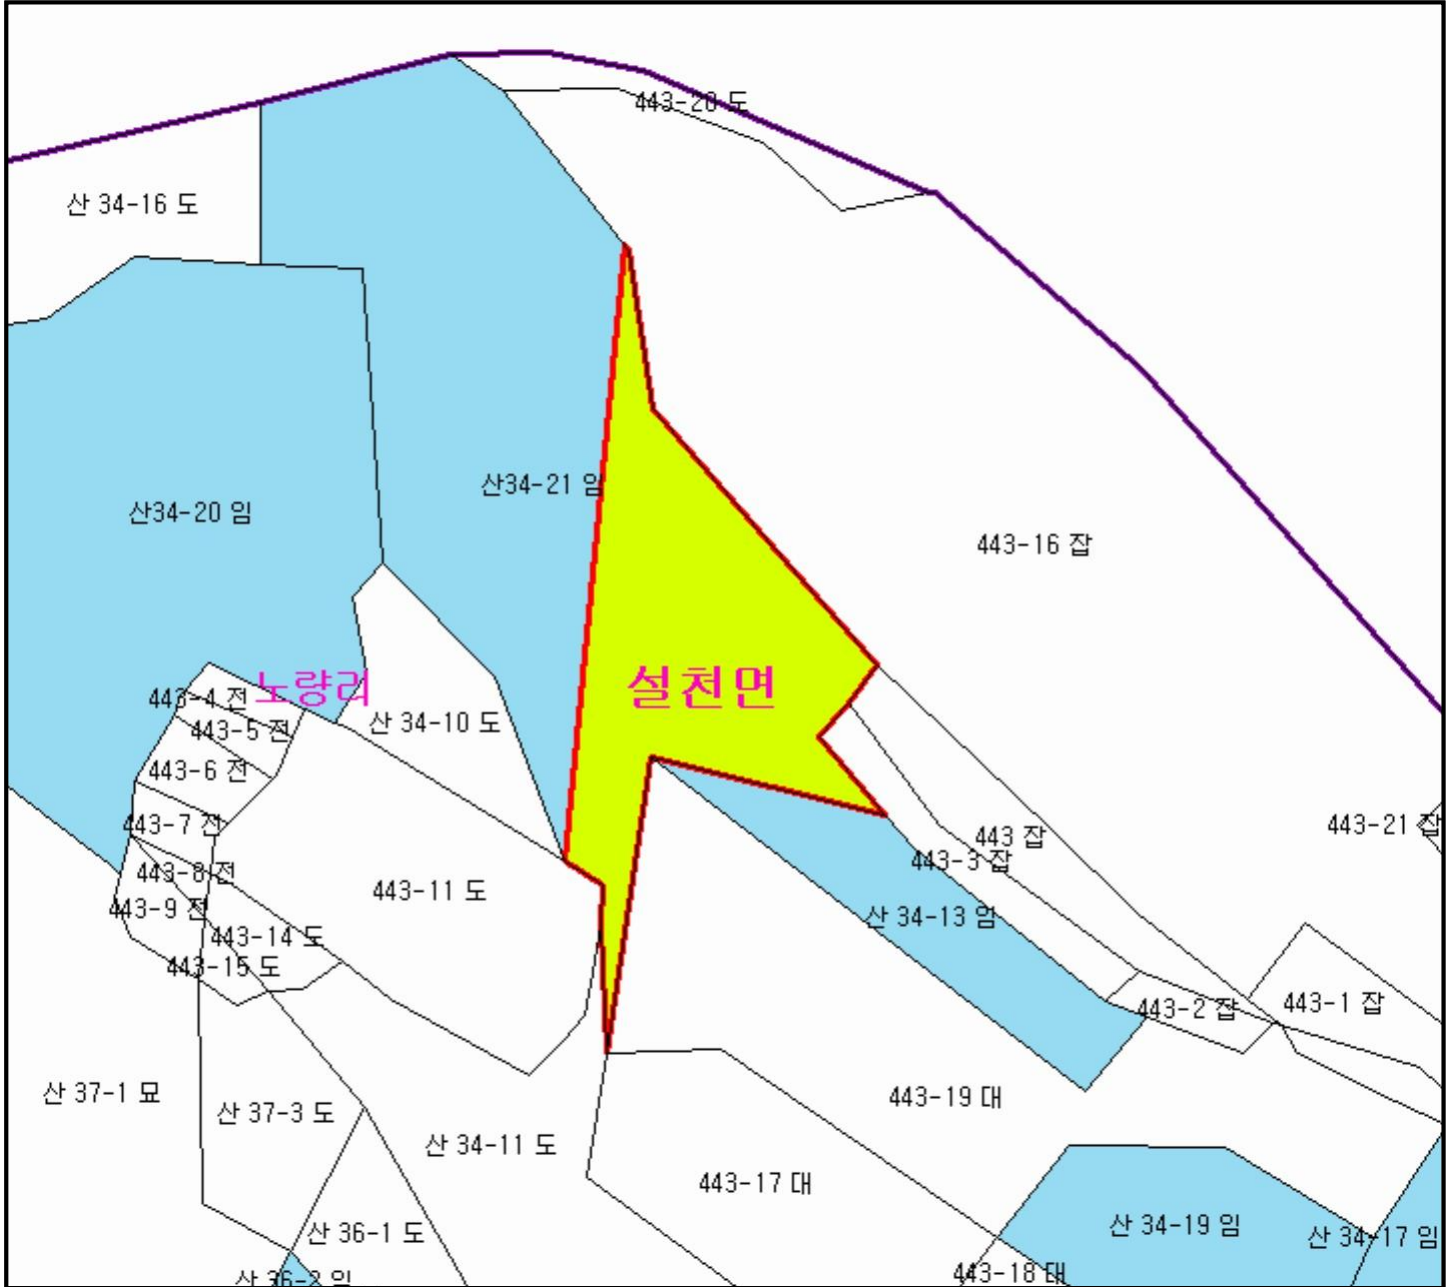 443-20 도
산 34-16 도
산34-21 임
산34-20 임
443-16 잡
노량리
설천면
443-4 전
443-5 전
산 34-10 도
443-6 전
443-7 전
443-21 잡
443 잡
443-3 잡
443-8 전
443-11 도
443-9 전
산 34-13 임
443-14 도
443-15 도
443-2 잡
443-1 잡
산 37-1 묘
443-19 대
산 37-3 도
산 34-11 도
443-17 대
산 36-1 도
산 34-19 임
산 34-17 임
443-18 대
산 36-2 임